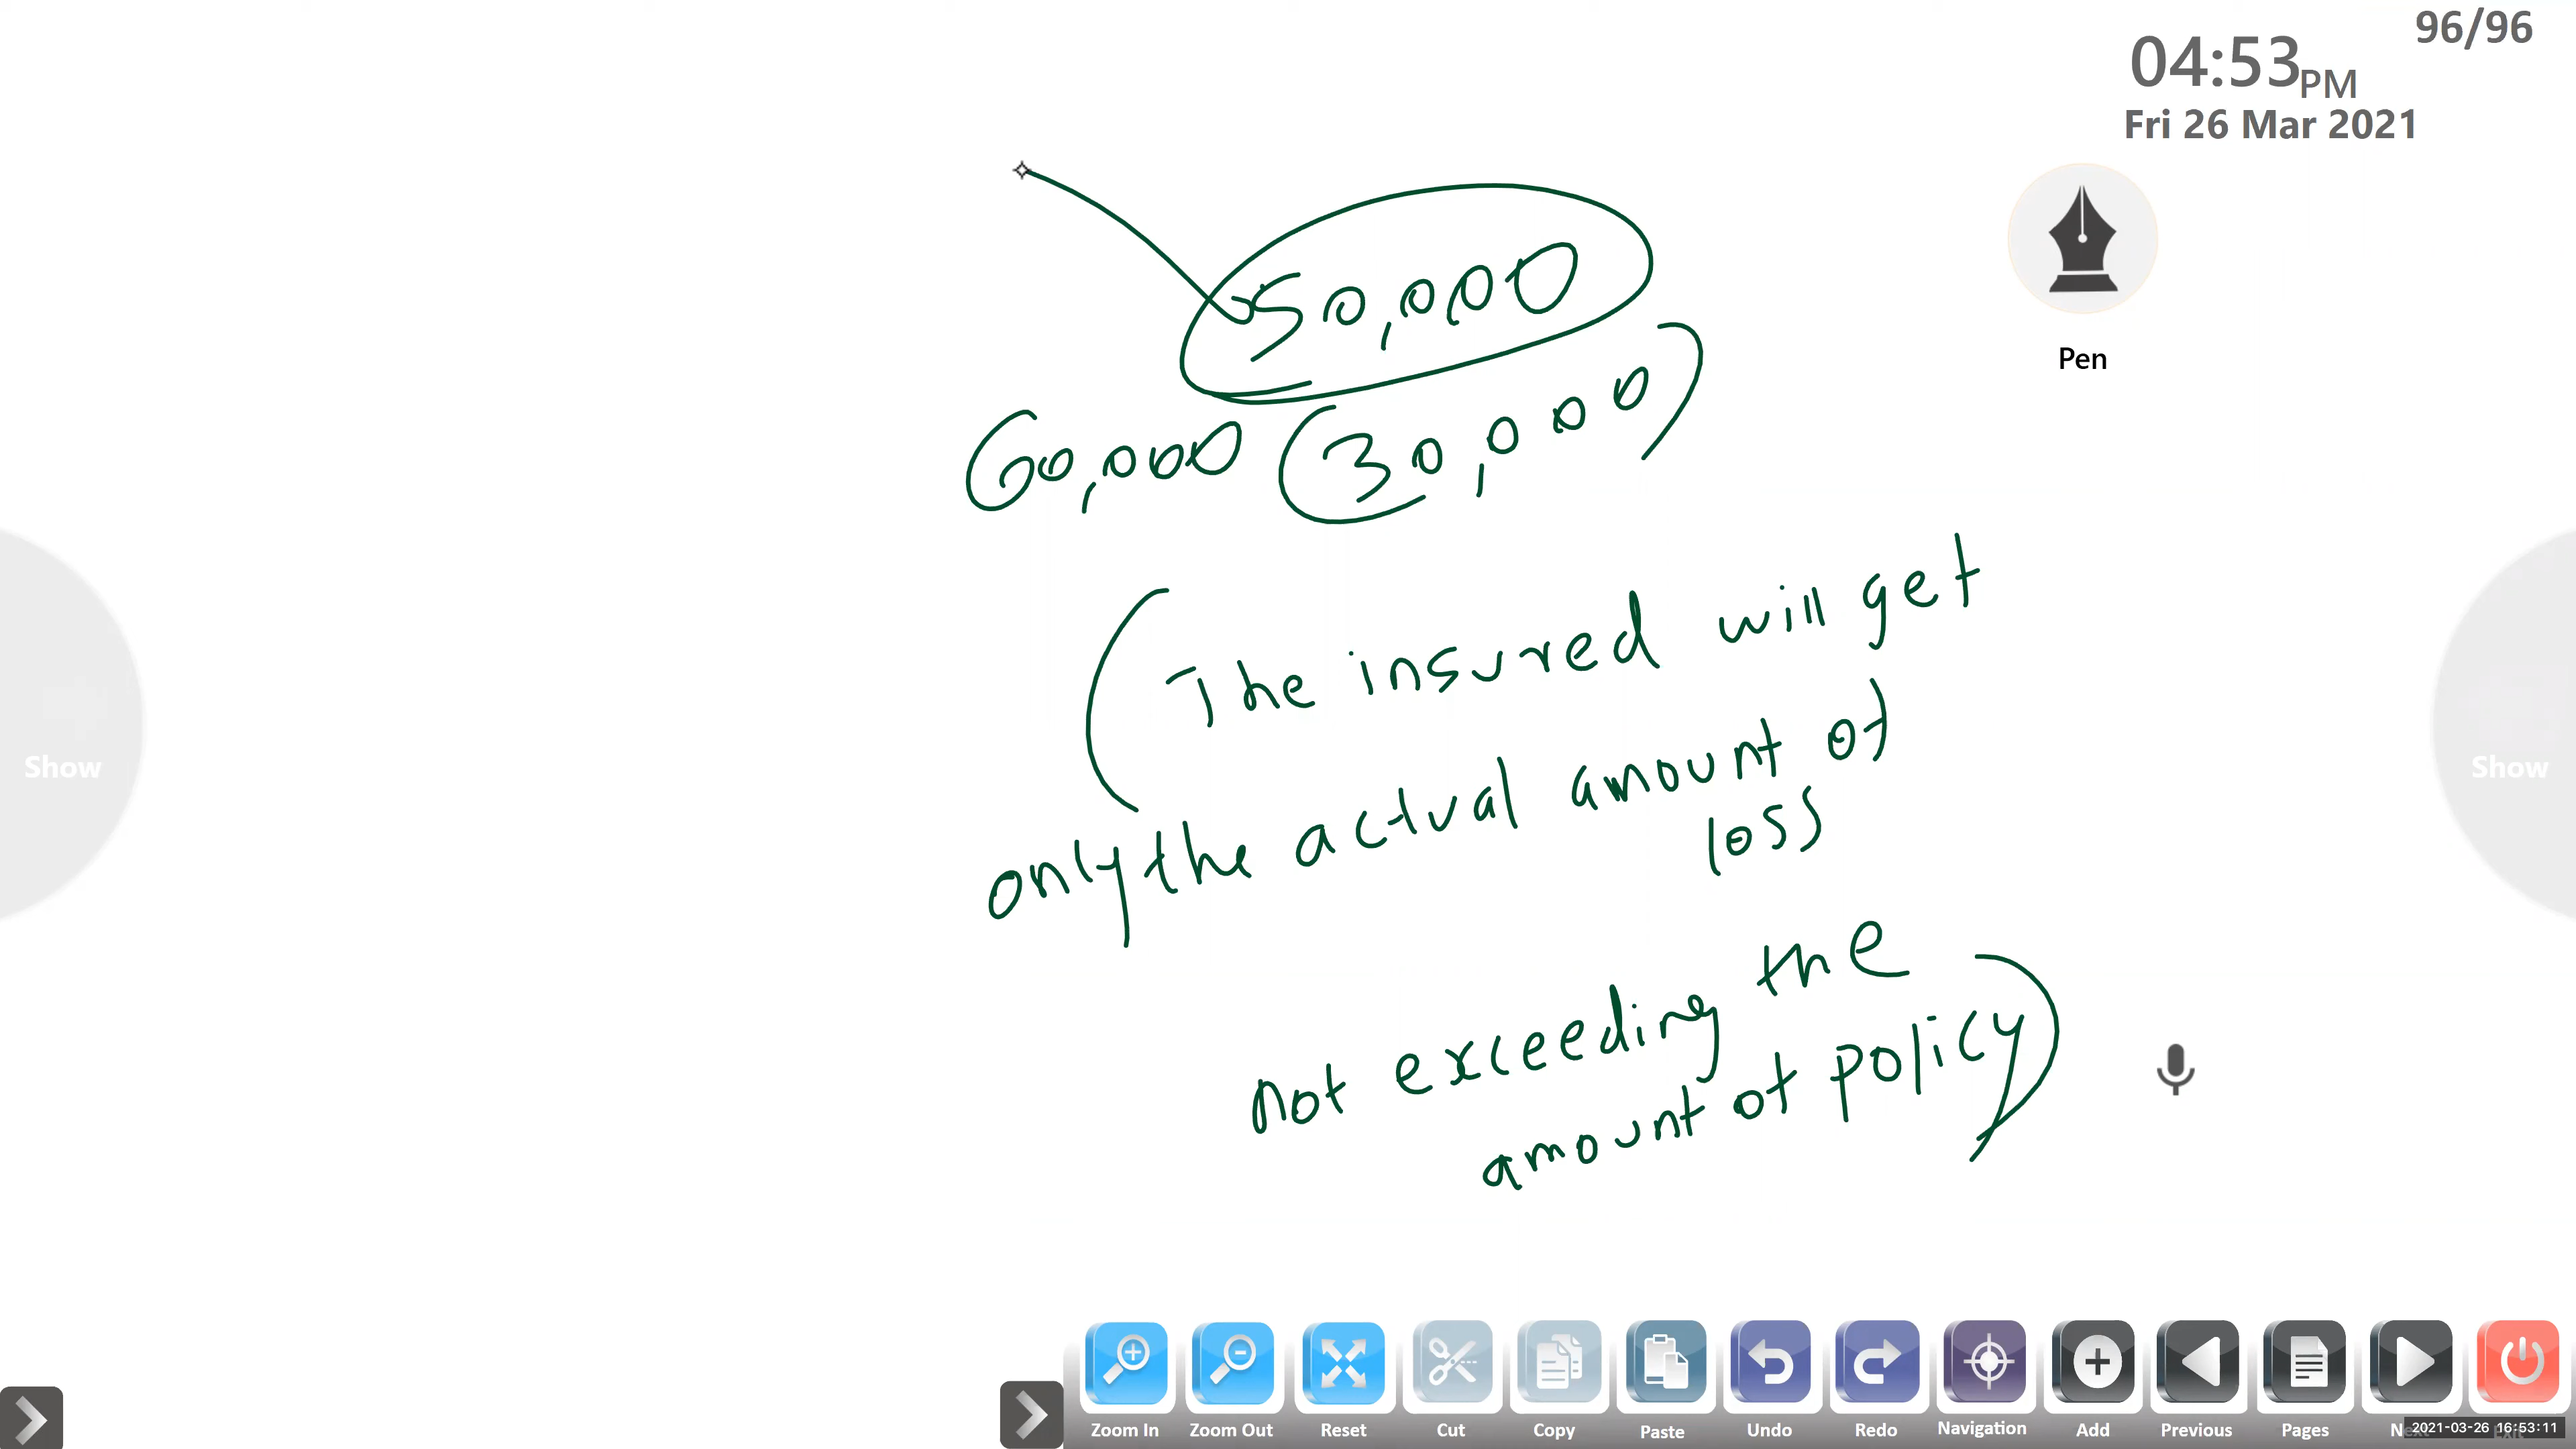 96/96
04:53PM
Fri 26 Mar 2021
Pen
50,000
60,000 (30,000)
(The insured will get
only the actual amount of
loss
not exceeding the
amount of policy)
Show
Show
Zoom In Zoom Out Reset Cut Copy Paste Undo Redo Navigation Add Previous Pages
2021-03-26 16:53:11